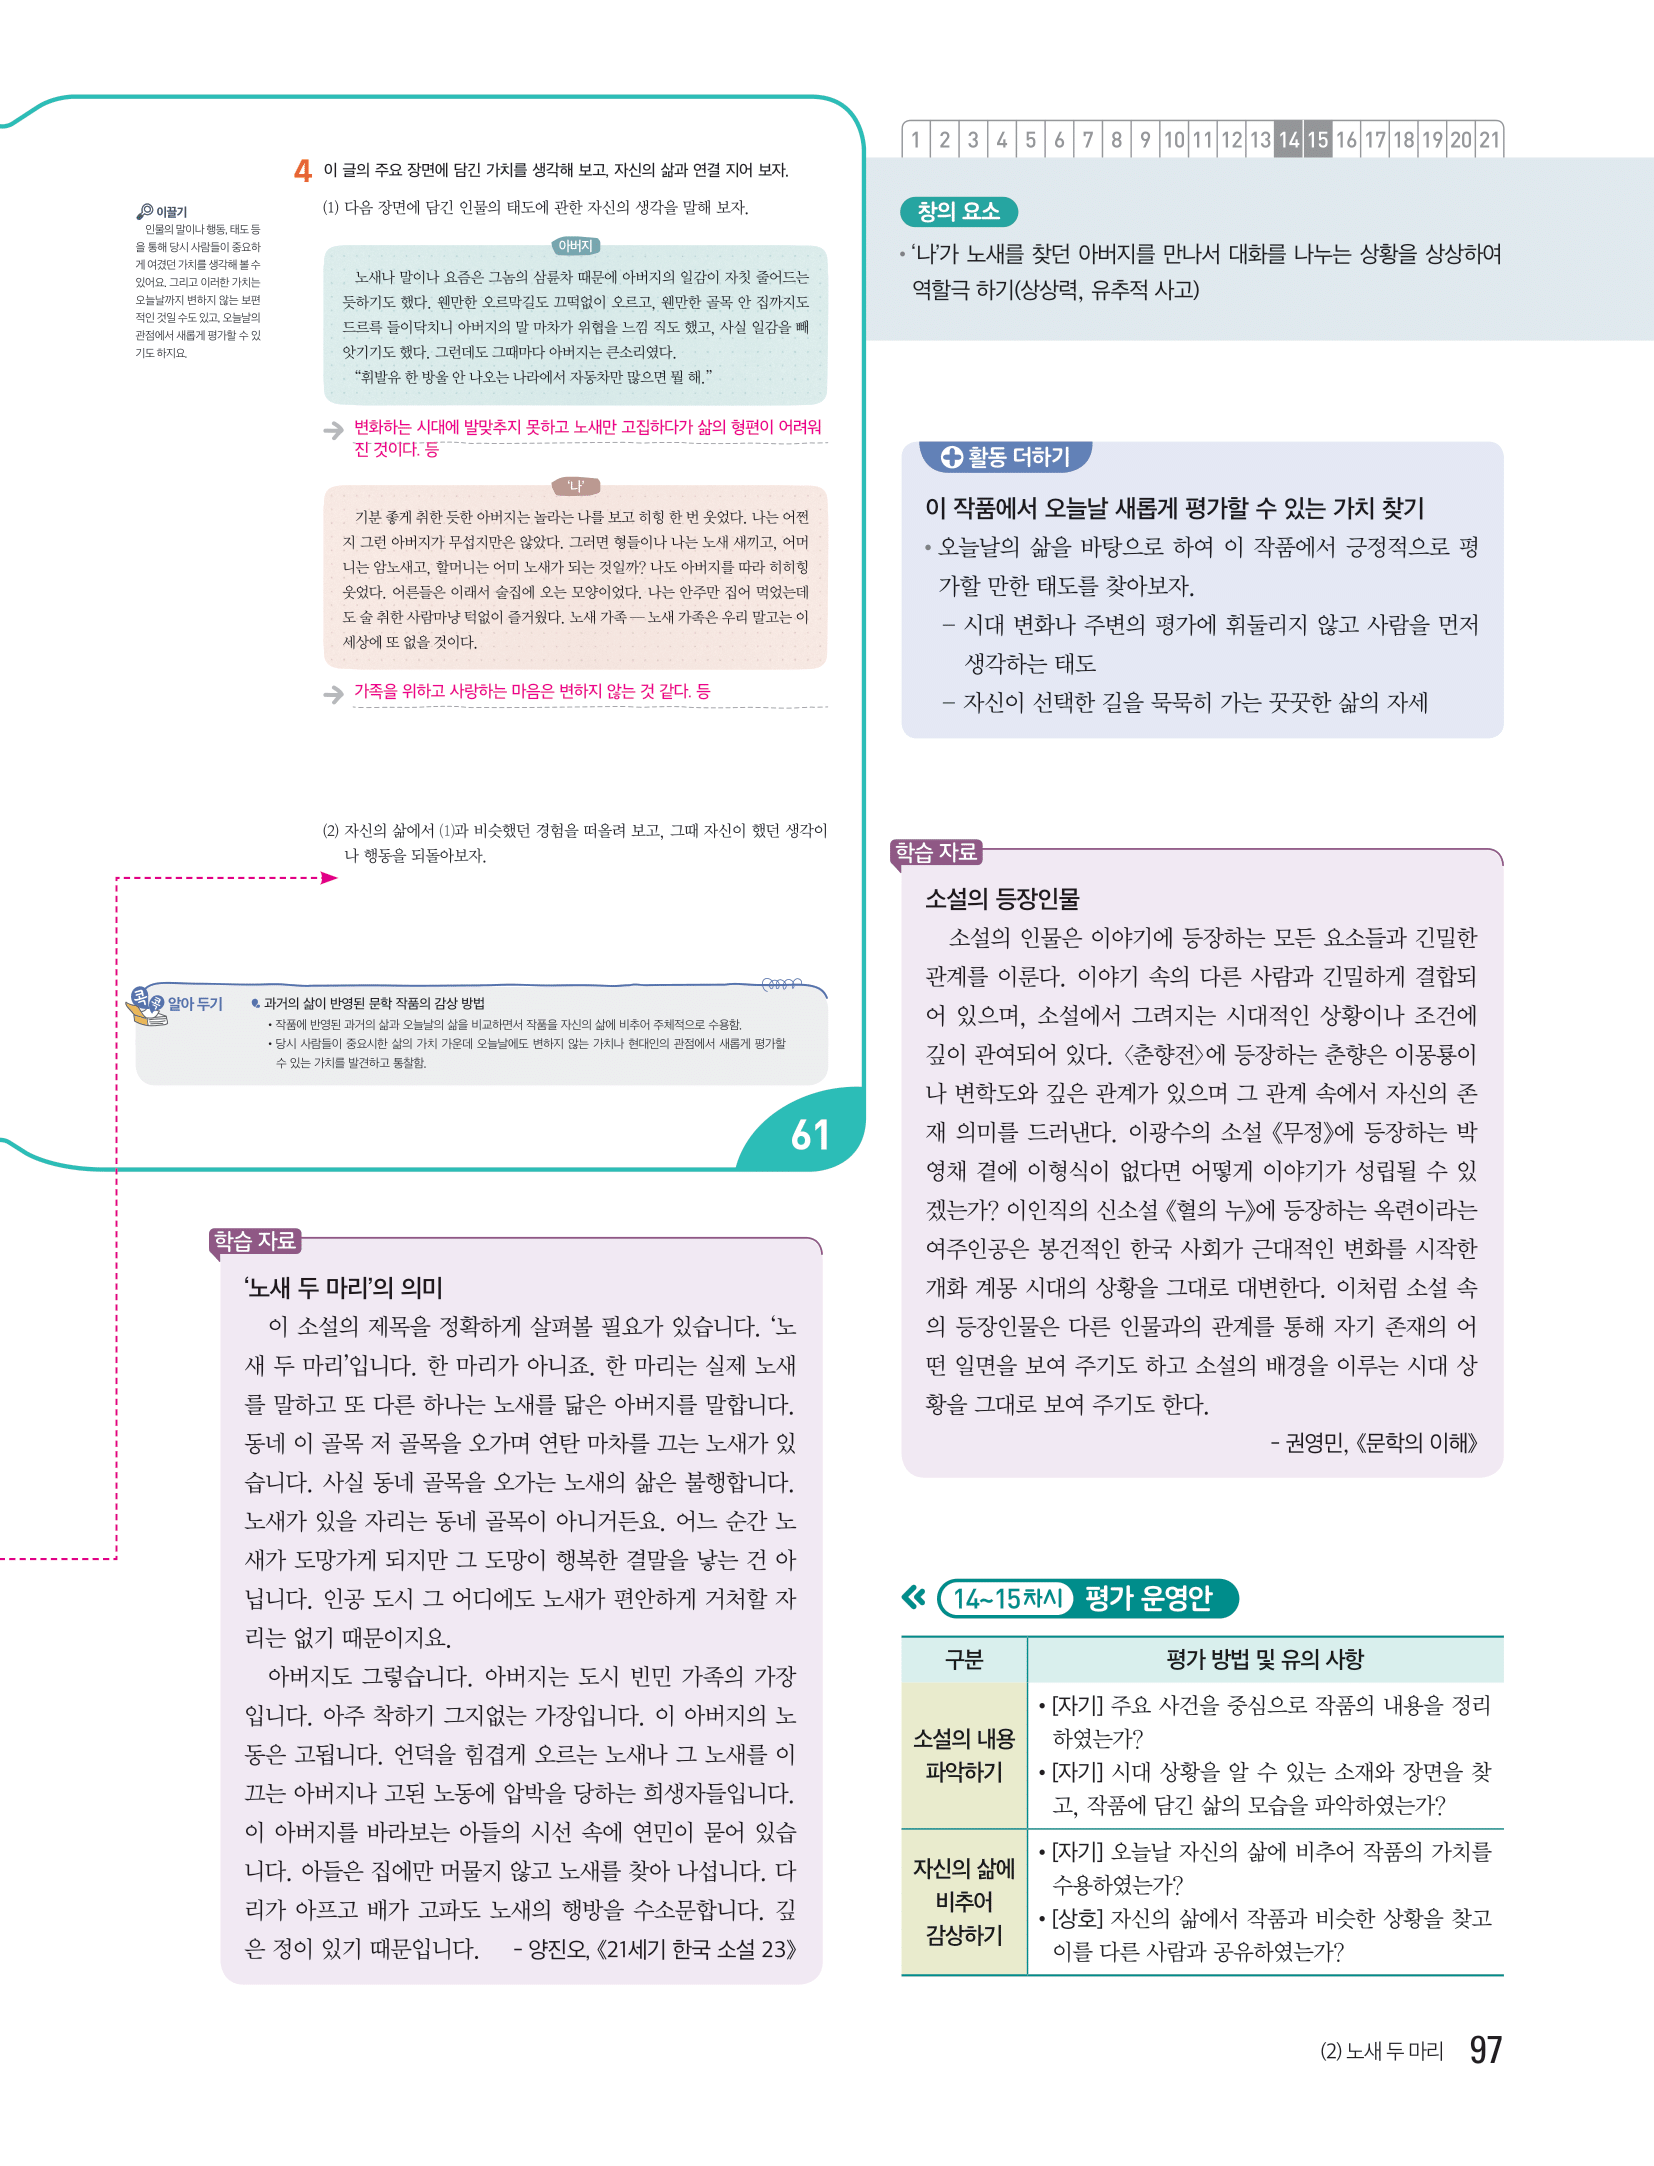 4 이 글의 주요 장면에 담긴 가치를 생각해 보고, 자신의 삶과 연결 지어 보자.
(1) 다음 장면에 담긴 인물의 태도에 관한 자신의 생각을 말해 보자.
이끌기
인물의 말이나 행동, 태도 등
을 통해 당시 사람들이 중요하
게 여겼던 가치를 생각해 볼 수
있어요. 그리고 이러한 가치는
오늘날까지 변하지 않는 보편
적인 것일 수도 있고, 오늘날의
관점에서 새롭게 평가할 수 있
기도 하지요.
아버지
노새나 말이나 요즘은 그놈의 삼륜차 때문에 아버지의 일감이 자칫 줄어드는
듯하기도 했다. 웬만한 오르막길도 끄떡없이 오르고, 웬만한 골목 안 집까지도
드르륵 들이닥치니 아버지의 말 마차가 위협을 느낌 직도 했고, 사실 일감을 빼
앗기기도 했다. 그런데도 그때마다 아버지는 큰소리였다.
“휘발유 한 방울 안 나오는 나라에서 자동차만 많으면 뭘 해.”
변화하는 시대에 발맞추지 못하고 노새만 고집하다가 삶의 형편이 어려워
진 것이다. 등
‘나’
기분 좋게 취한 듯한 아버지는 놀라는 나를 보고 히힝 한 번 웃었다. 나는 어쩐
지 그런 아버지가 무섭지만은 않았다. 그러면 형들이나 나는 노새 새끼고, 어머
니는 암노새고, 할머니는 어미 노새가 되는 것일까? 나도 아버지를 따라 히히힝
웃었다. 어른들은 이래서 술집에 오는 모양이었다. 나는 안주만 집어 먹었는데
도 술 취한 사람마냥 턱없이 즐거웠다. 노새 가족 — 노새 가족은 우리 말고는 이
세상에 또 없을 것이다.
가족을 위하고 사랑하는 마음은 변하지 않는 것 같다. 등
(2) 자신의 삶에서 (1)과 비슷했던 경험을 떠올려 보고, 그때 자신이 했던 생각이
나 행동을 되돌아보자.
콕콕 알아 두기
과거의 삶이 반영된 문학 작품의 감상 방법
• 작품에 반영된 과거의 삶과 오늘날의 삶을 비교하면서 작품을 자신의 삶에 비추어 주체적으로 수용함.
• 당시 사람들이 중요시한 삶의 가치 가운데 오늘날에도 변하지 않는 가치나 현대인의 관점에서 새롭게 평가할
수 있는 가치를 발견하고 통찰함.
61
학습 자료
‘노새 두 마리’의 의미
이 소설의 제목을 정확하게 살펴볼 필요가 있습니다. ‘노
새 두 마리’입니다. 한 마리가 아니죠. 한 마리는 실제 노새
를 말하고 또 다른 하나는 노새를 닮은 아버지를 말합니다.
동네 이 골목 저 골목을 오가며 연탄 마차를 끄는 노새가 있
습니다. 사실 동네 골목을 오가는 노새의 삶은 불행합니다.
노새가 있을 자리는 동네 골목이 아니거든요. 어느 순간 노
새가 도망가게 되지만 그 도망이 행복한 결말을 낳는 건 아
닙니다. 인공 도시 그 어디에도 노새가 편안하게 거처할 자
리는 없기 때문이지요.
아버지도 그렇습니다. 아버지는 도시 빈민 가족의 가장
입니다. 아주 착하기 그지없는 가장입니다. 이 아버지의 노
동은 고됩니다. 언덕을 힘겹게 오르는 노새나 그 노새를 이
끄는 아버지나 고된 노동에 압박을 당하는 희생자들입니다.
이 아버지를 바라보는 아들의 시선 속에 연민이 묻어 있습
니다. 아들은 집에만 머물지 않고 노새를 찾아 나섭니다. 다
리가 아프고 배가 고파도 노새의 행방을 수소문합니다. 깊
은 정이 있기 때문입니다. - 양진오, 《21세기 한국 소설 23》
1 2 3 4 5 6 7 8 9 10 11 12 13 14 15 16 17 18 19 20 21
창의 요소
• ‘나’가 노새를 찾던 아버지를 만나서 대화를 나누는 상황을 상상하여
역할극 하기(상상력, 유추적 사고)
활동 더하기
이 작품에서 오늘날 새롭게 평가할 수 있는 가치 찾기
• 오늘날의 삶을 바탕으로 하여 이 작품에서 긍정적으로 평
가할 만한 태도를 찾아보자.
– 시대 변화나 주변의 평가에 휘둘리지 않고 사람을 먼저
생각하는 태도
– 자신이 선택한 길을 묵묵히 가는 꿋꿋한 삶의 자세
학습 자료
소설의 등장인물
소설의 인물은 이야기에 등장하는 모든 요소들과 긴밀한
관계를 이룬다. 이야기 속의 다른 사람과 긴밀하게 결합되
어 있으며, 소설에서 그려지는 시대적인 상황이나 조건에
깊이 관여되어 있다. 〈춘향전〉에 등장하는 춘향은 이몽룡이
나 변학도와 깊은 관계가 있으며 그 관계 속에서 자신의 존
재 의미를 드러낸다. 이광수의 소설 《무정》에 등장하는 박
영채 곁에 이형식이 없다면 어떻게 이야기가 성립될 수 있
겠는가? 이인직의 신소설 《혈의 누》에 등장하는 옥련이라는
여주인공은 봉건적인 한국 사회가 근대적인 변화를 시작한
개화 계몽 시대의 상황을 그대로 대변한다. 이처럼 소설 속
의 등장인물은 다른 인물과의 관계를 통해 자기 존재의 어
떤 일면을 보여 주기도 하고 소설의 배경을 이루는 시대 상
황을 그대로 보여 주기도 한다.
- 권영민, 《문학의 이해》
14~15차시 평가 운영안
구분 평가 방법 및 유의 사항
소설의 내용
파악하기
• [자기] 주요 사건을 중심으로 작품의 내용을 정리
하였는가?
• [자기] 시대 상황을 알 수 있는 소재와 장면을 찾
고, 작품에 담긴 삶의 모습을 파악하였는가?
자신의 삶에
비추어
감상하기
• [자기] 오늘날 자신의 삶에 비추어 작품의 가치를
수용하였는가?
• [상호] 자신의 삶에서 작품과 비슷한 상황을 찾고
이를 다른 사람과 공유하였는가?
(2) 노새 두 마리 97